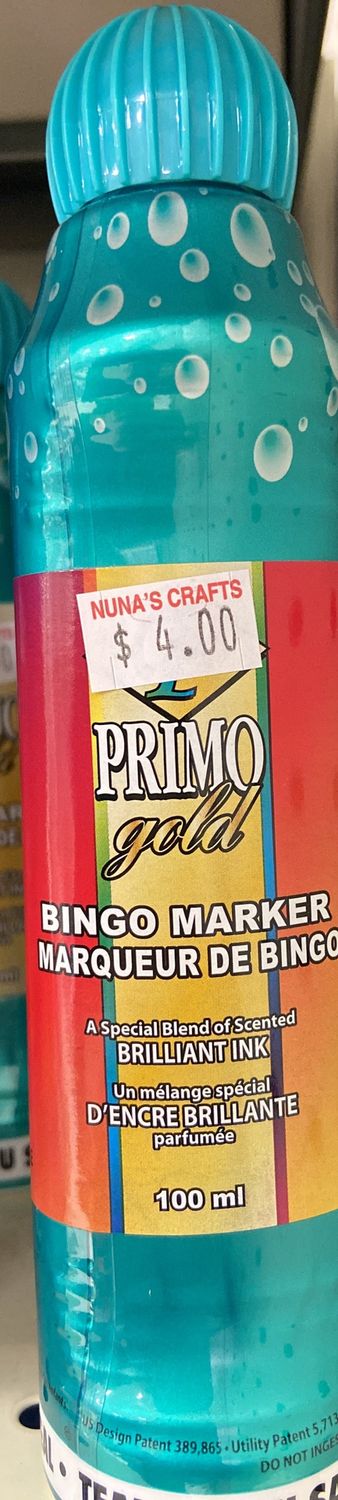 NUNA'S CRAFTS
$ 4.00
PRIMO
gold
BINGO MARKER
MARQUEUR DE BINGO
A Special Blend of Scented
BRILLIANT INK
Un mélange spécial
D'ENCRE BRILLANTE
parfumée
100 ml
US Design Patent 389,865 • Utility Patent 5,713
DO NOT INGES